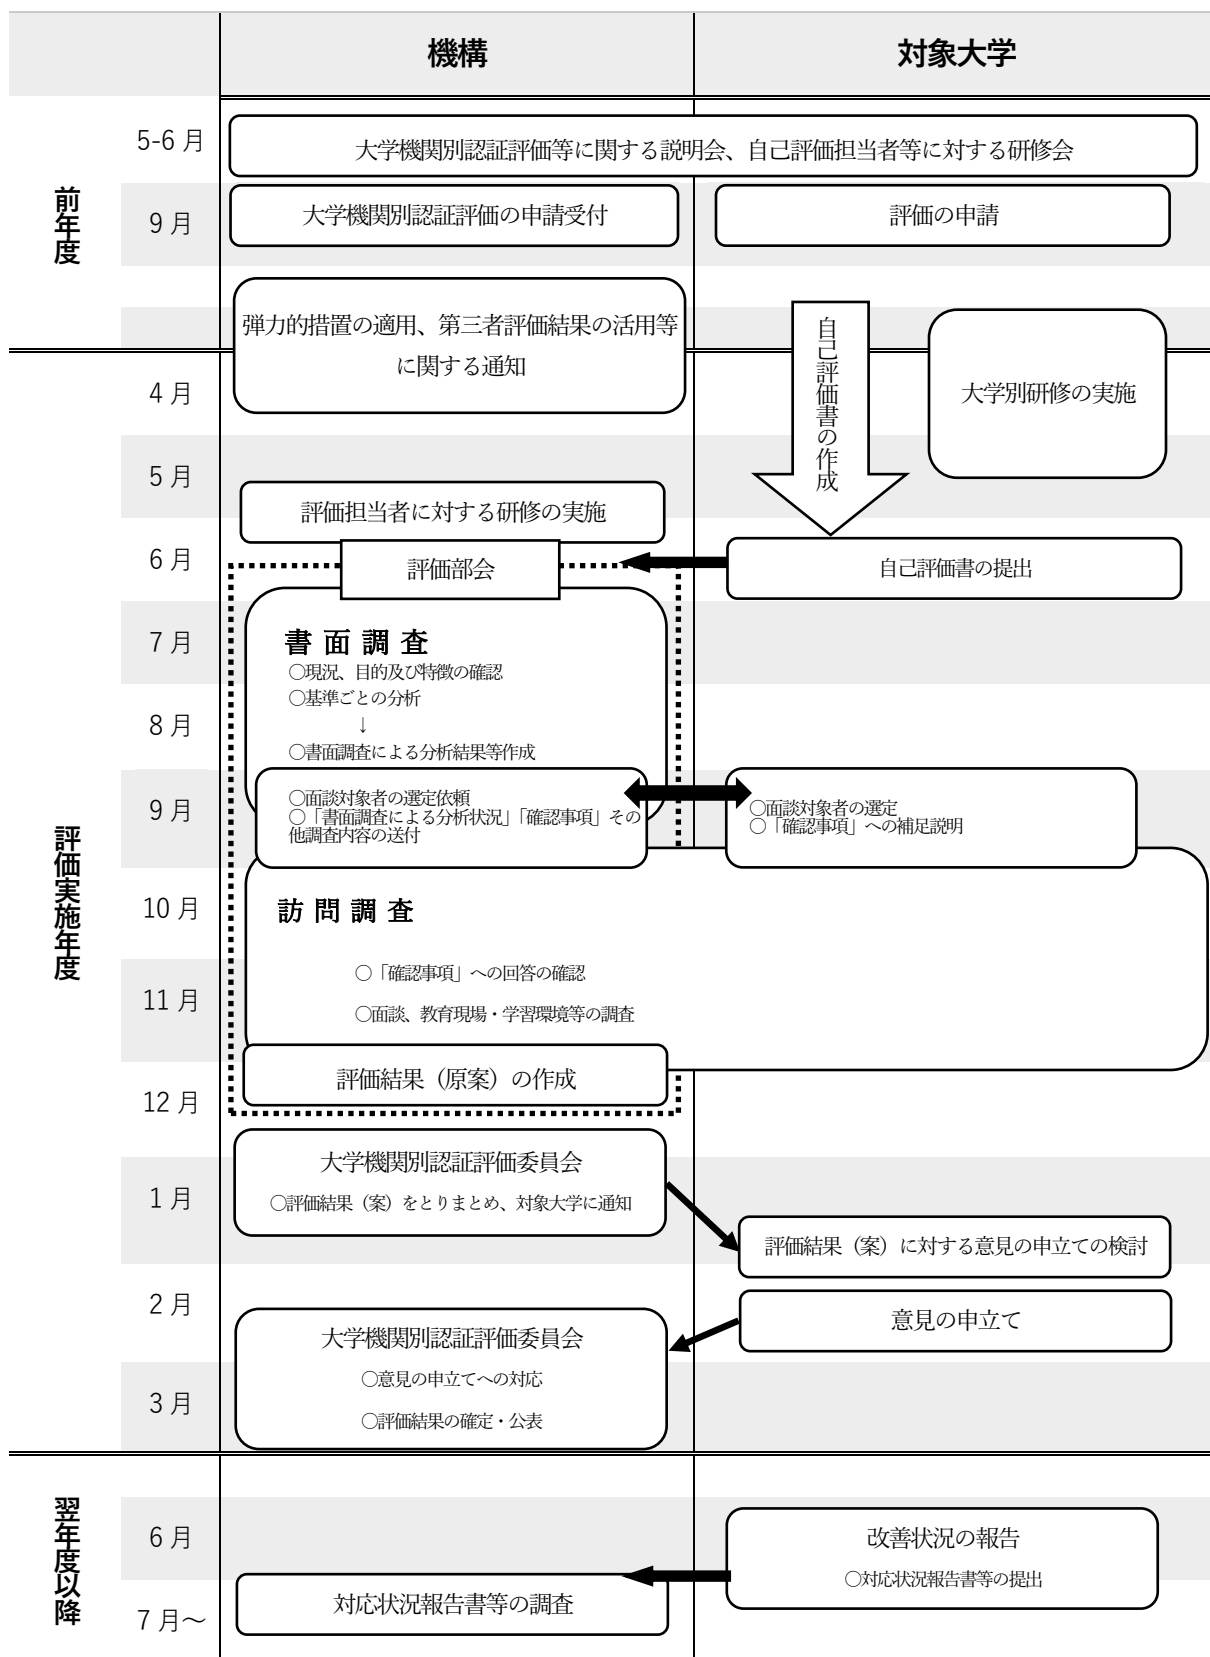 機構
対象大学
前年度
5-6 月
大学機関別認証評価等に関する説明会、自己評価担当者等に対する研修会
9 月
大学機関別認証評価の申請受付
評価の申請
弾力的措置の適用、第三者評価結果の活用等
に関する通知
自己評価書の作成
大学別研修の実施
評価実施年度
4 月
5 月
評価担当者に対する研修の実施
6 月
評価部会
自己評価書の提出
7 月
書面調査
○現況、目的及び特徴の確認
○基準ごとの分析
↓
8 月
○書面調査による分析結果等作成
9 月
○面談対象者の選定依頼
○「書面調査による分析状況」「確認事項」その
他調査内容の送付
○面談対象者の選定
○「確認事項」への補足説明
10 月
訪問調査
○「確認事項」への回答の確認
11 月
○面談、教育現場・学習環境等の調査
評価結果（原案）の作成
12 月
大学機関別認証評価委員会
1 月
○評価結果（案）をとりまとめ、対象大学に通知
評価結果（案）に対する意見の申立ての検討
2 月
意見の申立て
大学機関別認証評価委員会
○意見の申立てへの対応
3 月
○評価結果の確定・公表
翌年度以降
6 月
改善状況の報告
○対応状況報告書等の提出
7 月～
対応状況報告書等の調査